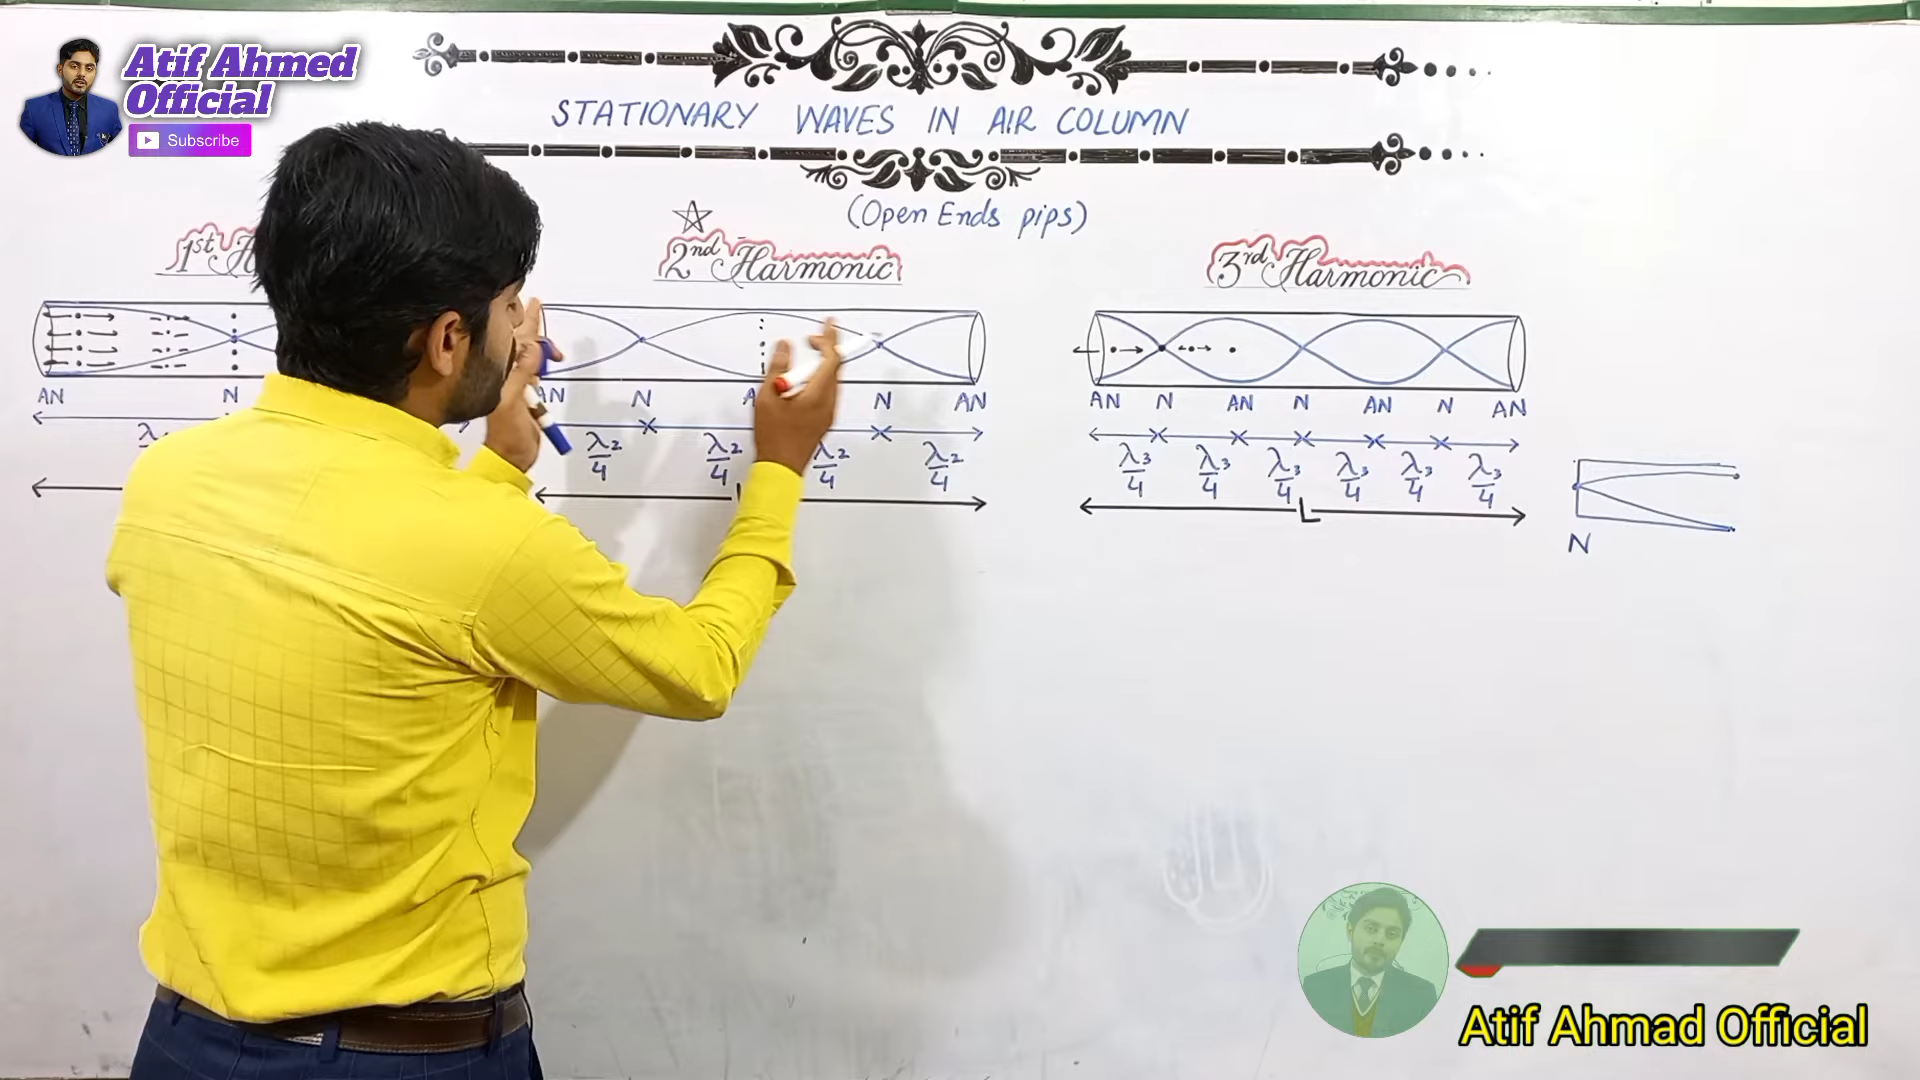 Atif Ahmed
Official
Subscribe
STATIONARY WAVES IN AIR COLUMN
(Open Ends pips)
1st
2nd Harmonic
3rd Harmonic
AN N
AN N N AN
AN N AN N AN N AN
λ2/4 λ2/4 λ2/4 λ2/4
λ3/4 λ3/4 λ3/4 λ3/4 λ3/4 λ3/4
L
N
Atif Ahmad Official